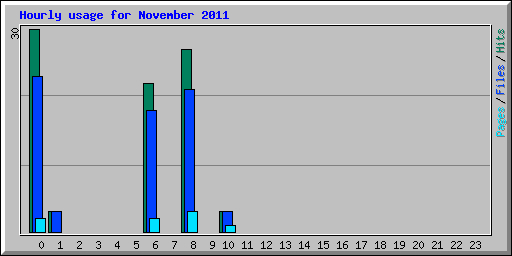 Hourly usage for November 2011
30
Pages/Files/Hits
0 1 2 3 4 5 6 7 8 9 10 11 12 13 14 15 16 17 18 19 20 21 22 23